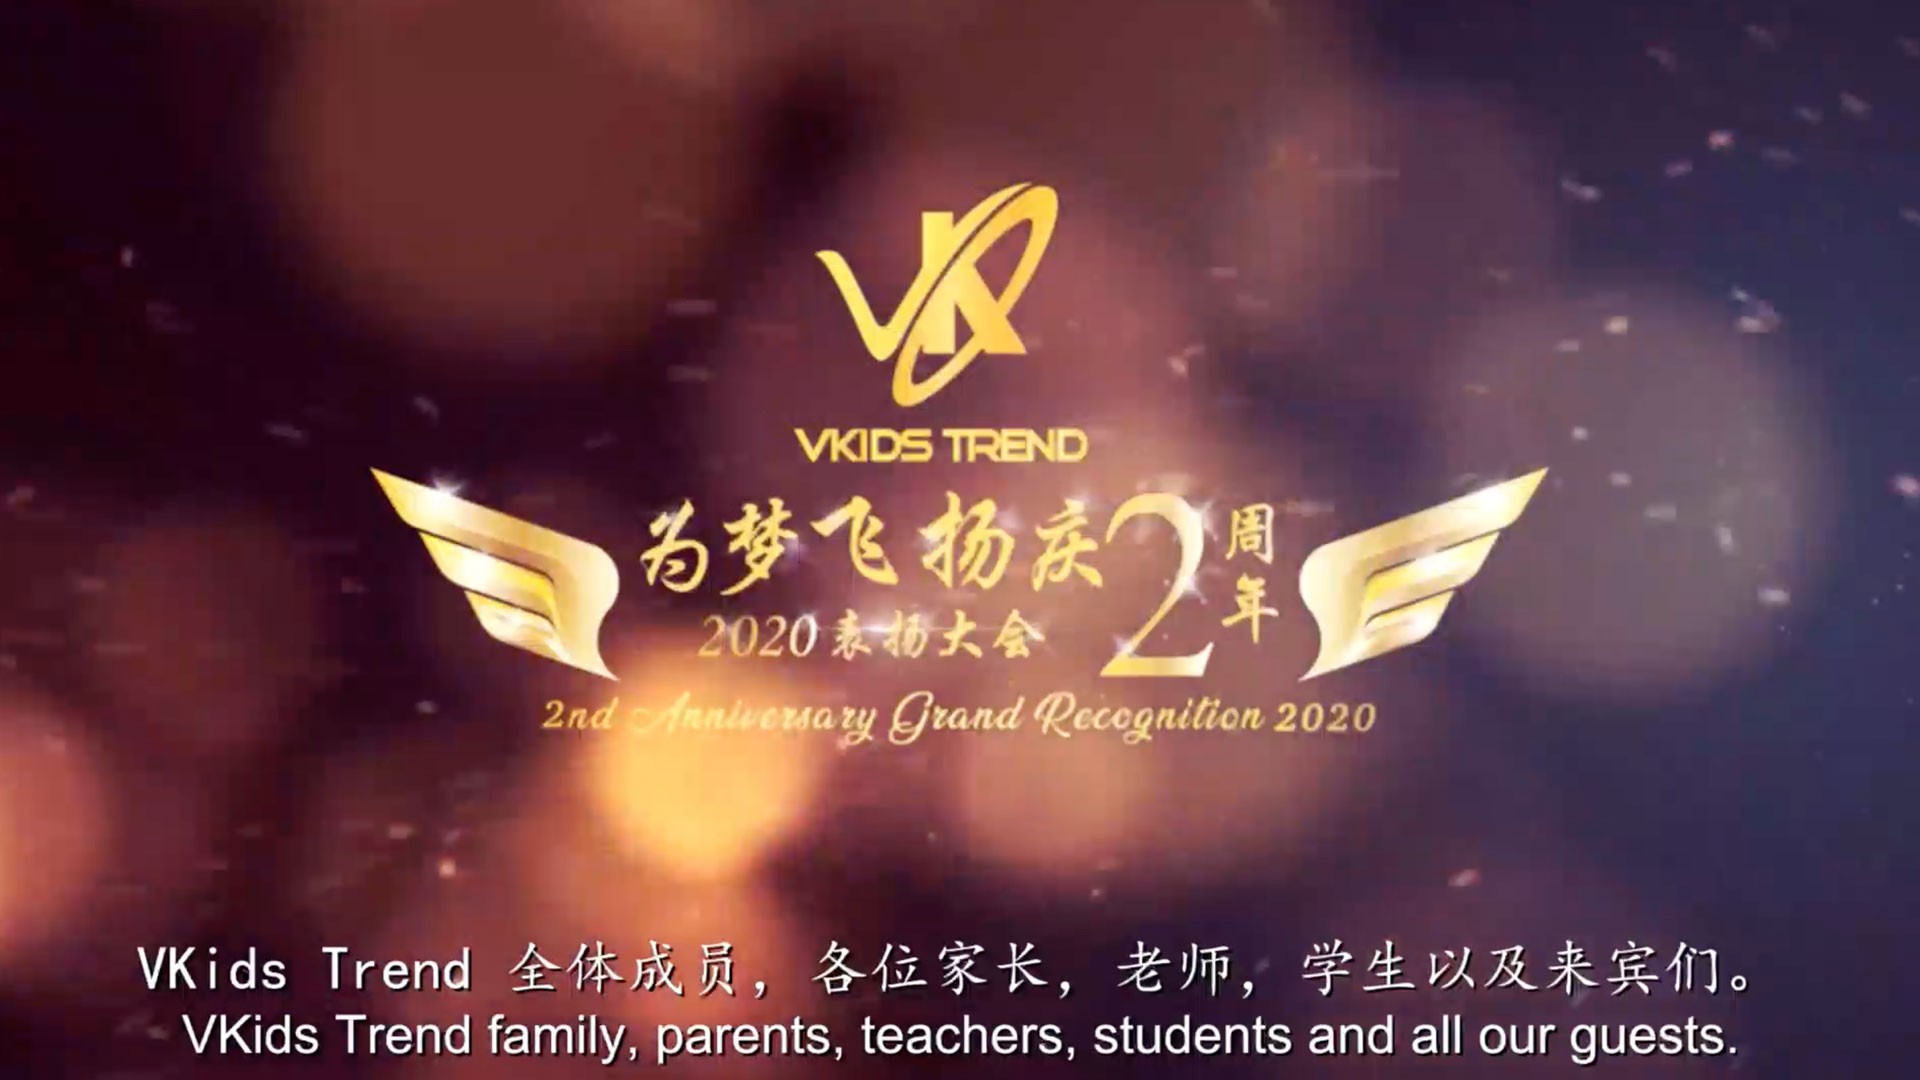 VK
VKIDS TREND
为梦飞扬庆2周年
2020表扬大会
2nd Anniversary Grand Recognition 2020
VKids Trend 全体成员，各位家长，老师，学生以及来宾们。
VKids Trend family, parents, teachers, students and all our guests.